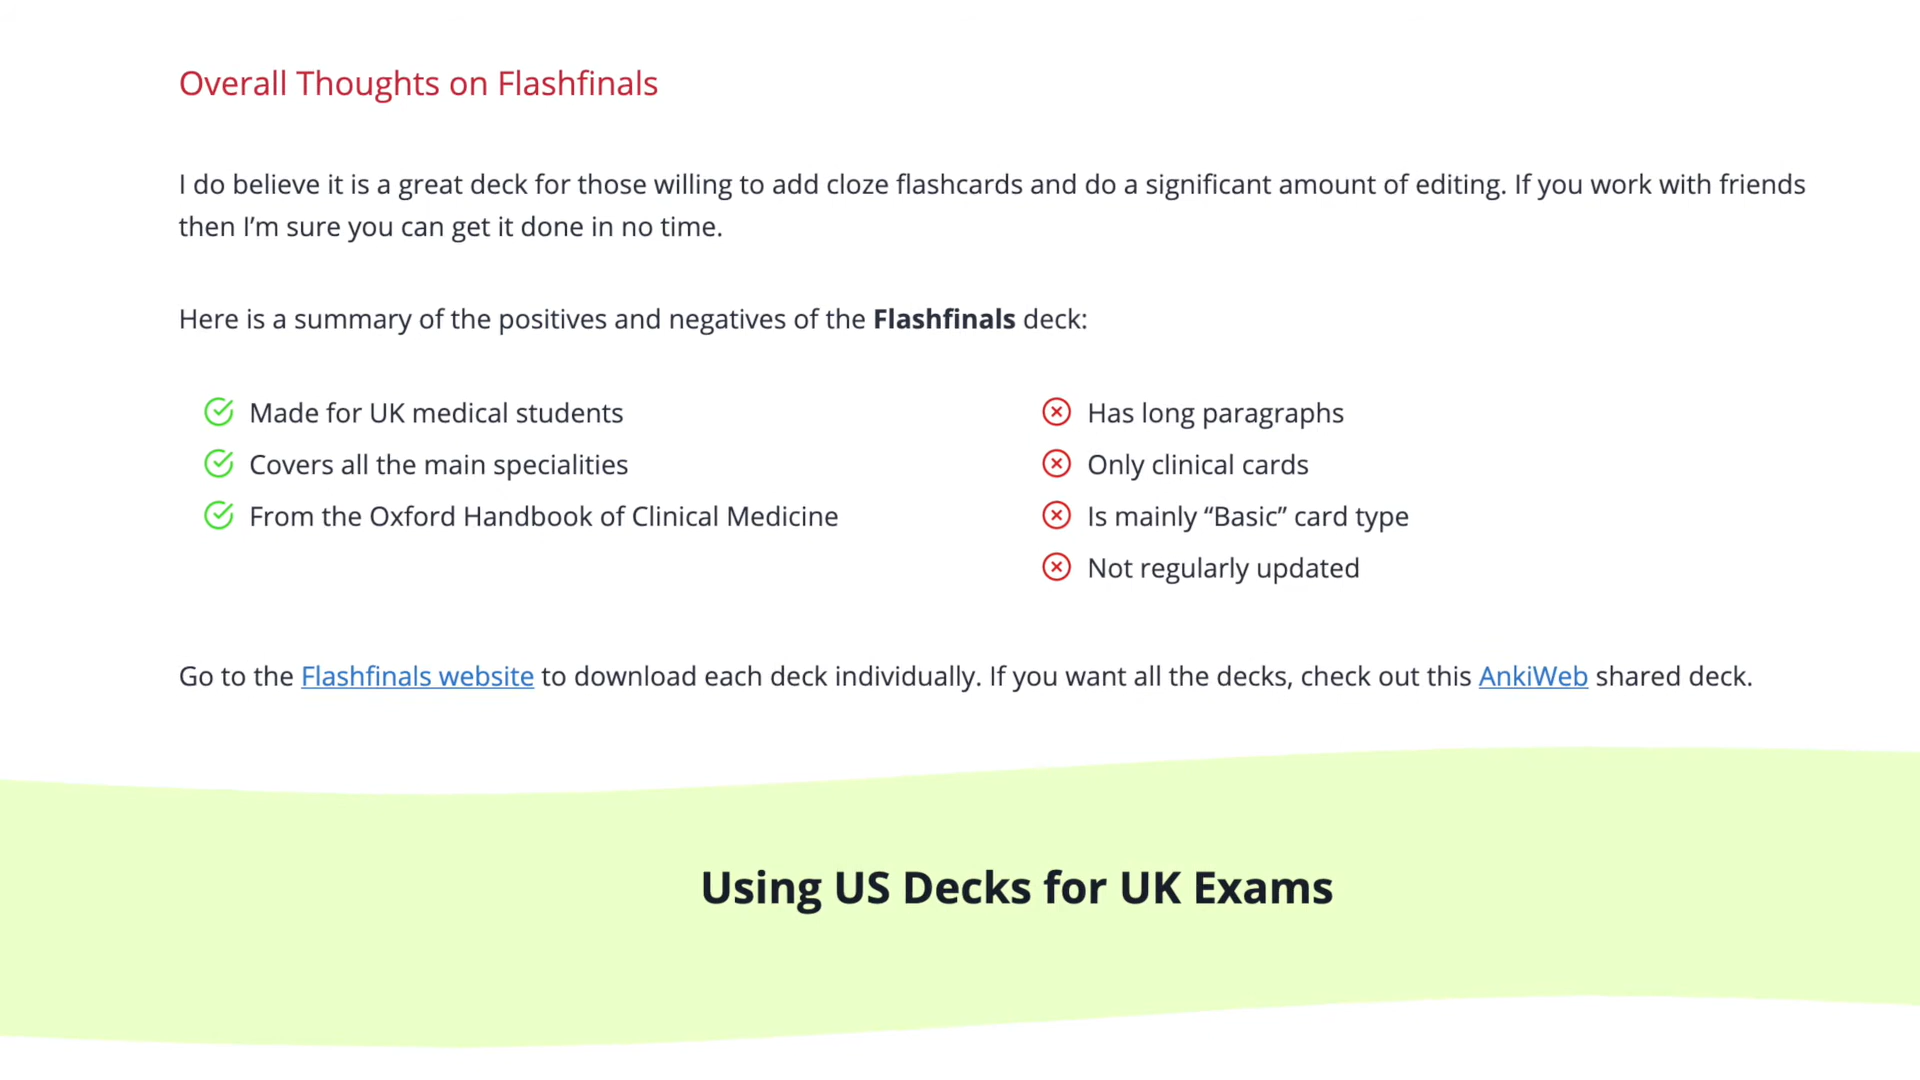 Overall Thoughts on Flashfinals
I do believe it is a great deck for those willing to add cloze flashcards and do a significant amount of editing. If you work with friends
then I’m sure you can get it done in no time.
Here is a summary of the positives and negatives of the Flashfinals deck:
Made for UK medical students
Covers all the main specialities
From the Oxford Handbook of Clinical Medicine
Has long paragraphs
Only clinical cards
Is mainly “Basic” card type
Not regularly updated
Go to the Flashfinals website to download each deck individually. If you want all the decks, check out this AnkiWeb shared deck.
Using US Decks for UK Exams